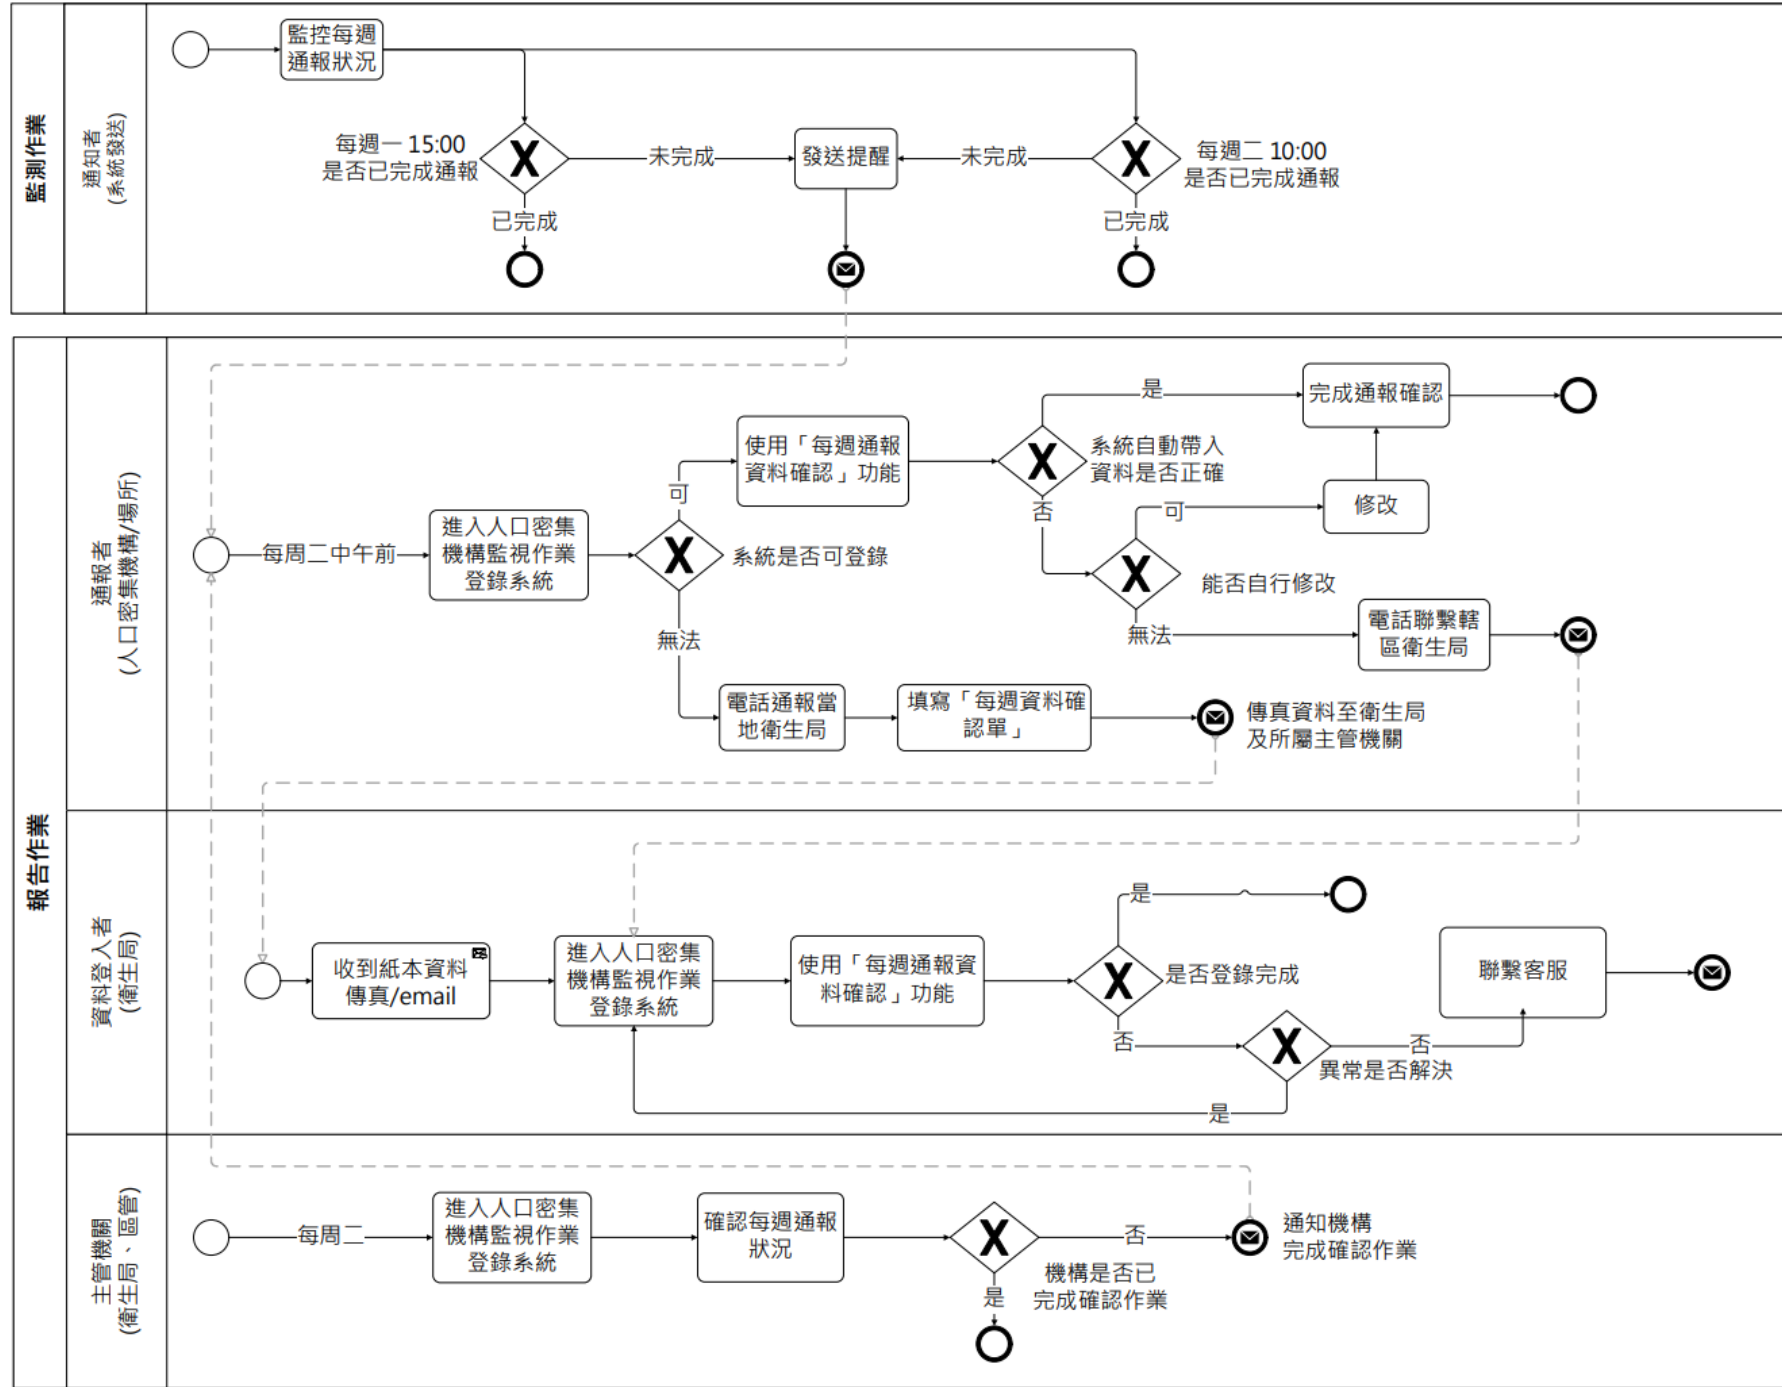 監測作業
通知者
(系統發送)
監控每週
通報狀況
每週一 15:00
是否已完成通報
未完成
發送提醒
未完成
每週二 10:00
是否已完成通報
已完成
已完成
報告作業
通報者
(人口密集機構/場所)
每周二中午前
進入人口密集
機構監視作業
登錄系統
系統是否可登錄
可
使用「每週通報
資料確認」功能
系統自動帶入
資料是否正確
是
完成通報確認
否
能否自行修改
可
修改
無法
電話聯繫轄
區衛生局
無法
電話通報當
地衛生局
填寫「每週資料確
認單」
傳真資料至衛生局
及所屬主管機關
資料登入者
(衛生局)
收到紙本資料
傳真/email
進入人口密集
機構監視作業
登錄系統
使用「每週通報資
料確認」功能
是否登錄完成
是
否
異常是否解決
否
聯繫客服
是
主管機關
(衛生局、區管)
每周二
進入人口密集
機構監視作業
登錄系統
確認每週通報
狀況
機構是否已
完成確認作業
否
通知機構
完成確認作業
是